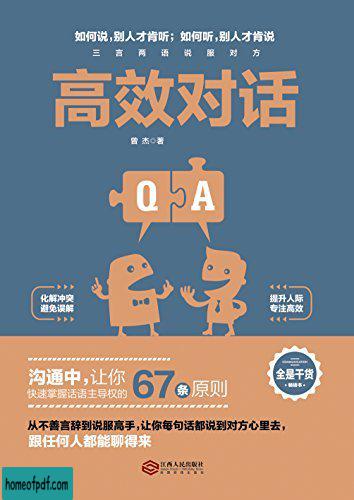 如何说,别人才肯听;如何听,别人才肯说
三言两语说服对方
高效对话
曾 杰◎著
Q A
化解冲突
避免误解
提升人际
专注高效
沟通中,让你
快速掌握话语主导权的
67条原则
全是干货
畅销书
从不善言辞到说服高手,让你每句话都说到对方心里去,
跟任何人都能聊得来
江西人民出版社
homeofpdf.com